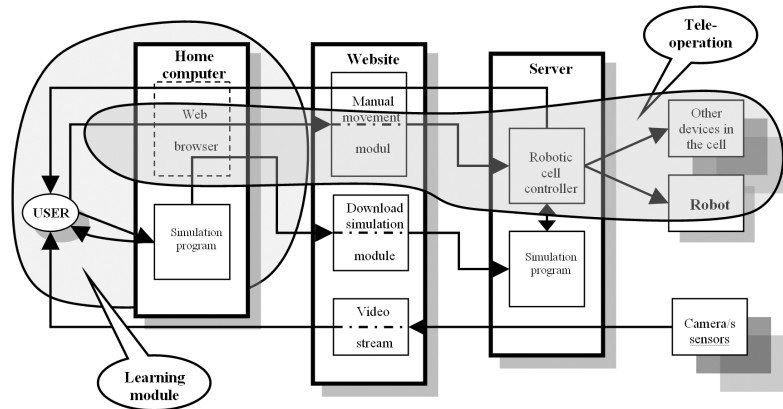 Home
computer
Web
browser
USER
Simulation
program
Learning
module
Website
Manual
movement
modul
Download
simulation
module
Video
stream
Server
Robotic
cell
controller
Simulation
program
Tele-
operation
Other
devices in
the cell
Robot
Camera/s
sensors